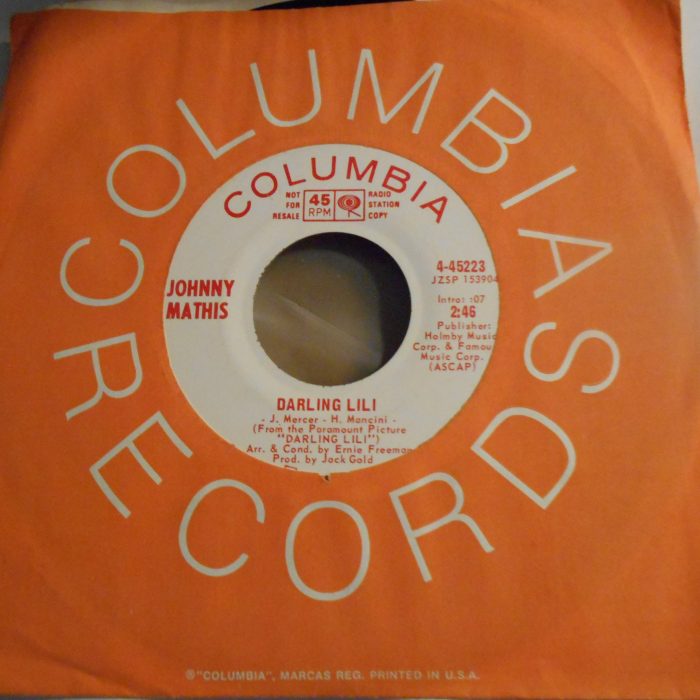 COLUMBIA RECORDS
COLUMBIA
NOT FOR RESALE
45 RPM
RADIO STATION COPY
JOHNNY
MATHIS
4-45223
JZSP 153904
Intro: :07
2:46
Publisher:
Holmby Music
Corp. & Famous
Music Corp.
(ASCAP)
DARLING LILI
- J. Mercer - H. Mancini -
(From the Paramount Picture
"DARLING LILI")
Arr. & Cond. by Ernie Freeman
Prod. by Jack Gold
®"COLUMBIA", MARCAS REG. PRINTED IN U.S.A.